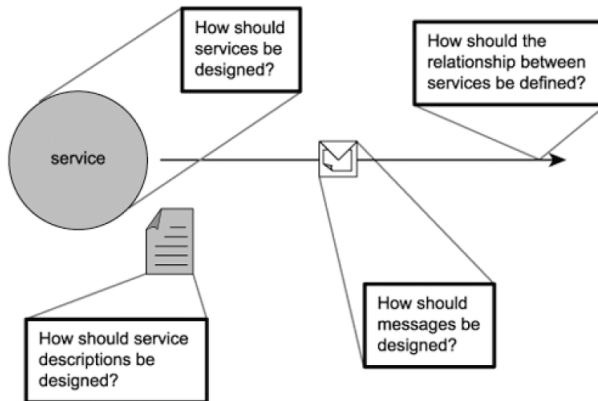 How should
services be
designed?
How should the
relationship between
services be defined?
service
How should
messages be
designed?
How should service
descriptions be
designed?